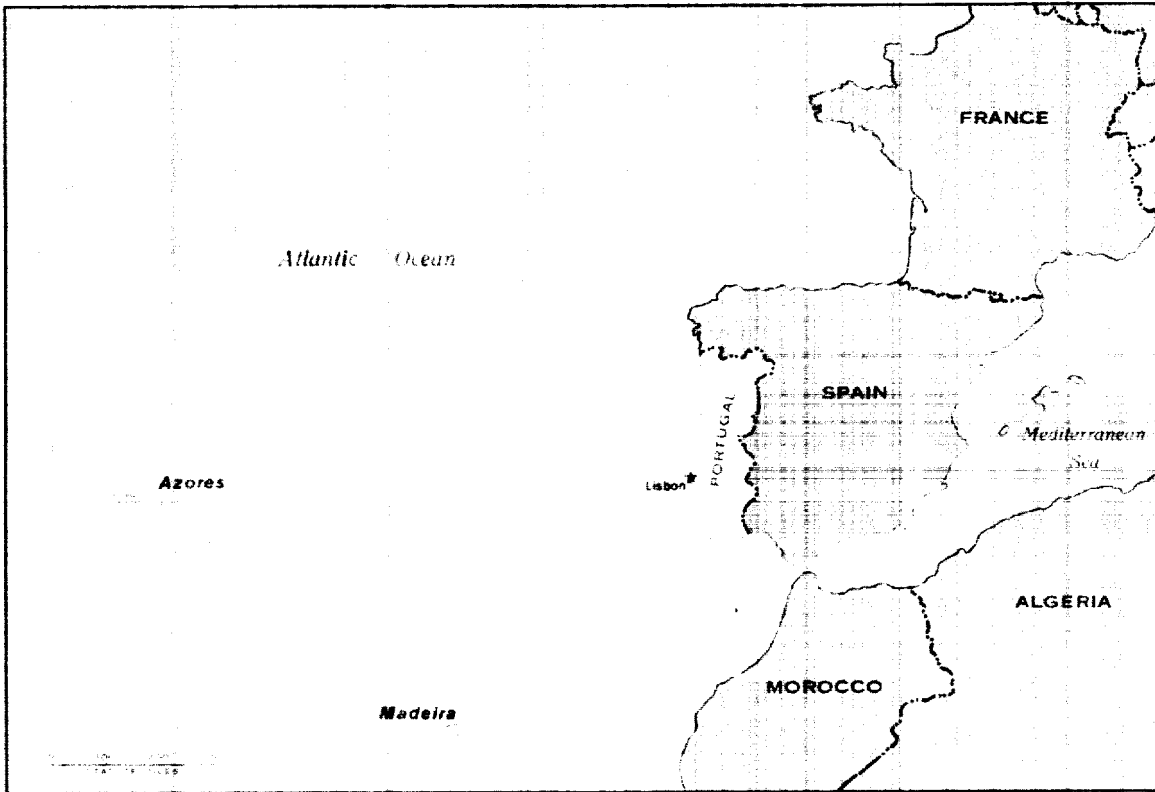 FRANCE
Atlantic Ocean
SPAIN
PORTUGAL
Mediterranean
Sea
Azores
Lisbon
ALGERIA
MOROCCO
Madeira